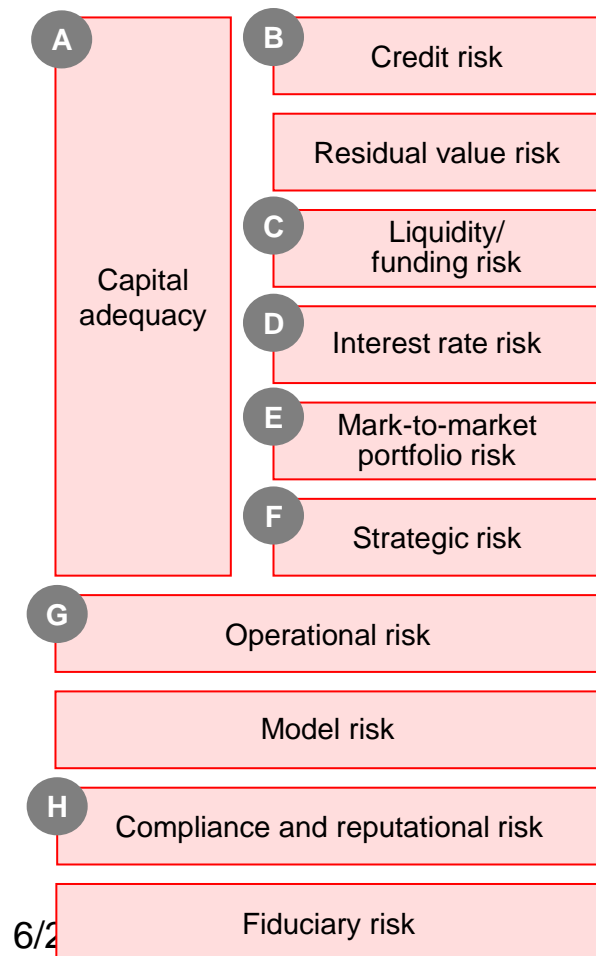 A
B
Credit risk
Residual value risk
C
Liquidity/
funding risk
Capital
adequacy
D
Interest rate risk
E
Mark-to-market
portfolio risk
F
Strategic risk
G
Operational risk
Model risk
H
Compliance and reputational risk
Fiduciary risk
6/2